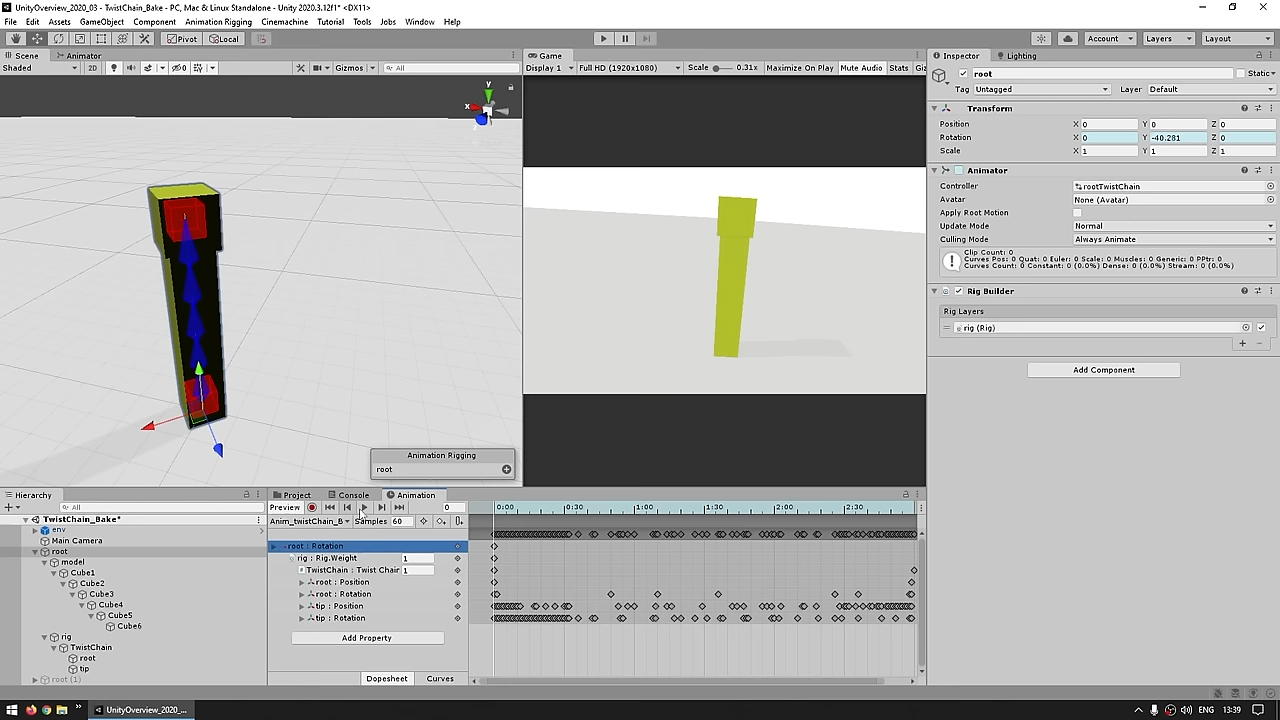 UnityOverview_2020_03 - TwistChain_Bake - PC, Mac & Linux Standalone - Unity 2020.3.12f1* <DX11>
File Edit Assets GameObject Component Animation Rigging Cinemachine Tutorial Tools Jobs Window Help
Pivot Local Account Layers Layout
Scene Animator
Shaded 2D 0 Gizmos All
y
x
z
Animation Rigging
root
Game
Display 1 Full HD (1920x1080) Scale 0.31x Maximize On Play Mute Audio Stats Giz
Inspector Lighting
root Static
Tag Untagged Layer Default
Transform
Position X 0 Y 0 Z 0
Rotation X 0 Y -40.281 Z 0
Scale X 1 Y 1 Z 1
Animator
Controller rootTwistChain
Avatar None (Avatar)
Apply Root Motion
Update Mode Normal
Culling Mode Always Animate
Clip Count: 0
Curves Pos: 0 Quat: 0 Euler: 0 Scale: 0 Muscles: 0 Generic: 0 PPtr: 0
Curves Count: 0 Constant: 0 (0.0%) Dense: 0 (0.0%) Stream: 0 (0.0%)
Rig Builder
Rig Layers
rig (Rig)
Add Component
Hierarchy
All
TwistChain_Bake*
env
Main Camera
root
model
Cube1
Cube2
Cube3
Cube4
Cube5
Cube6
rig
TwistChain
root
tip
root (1)
Project Console Animation
Preview 0 0:00 0:30 1:00 1:30 2:00 2:30
Anim_twistChain_B Samples 60
root : Rotation
rig : Rig.Weight 1
TwistChain : Twist Chair 1
root : Position
root : Rotation
tip : Position
tip : Rotation
Add Property
Dopesheet Curves
UnityOverview_2020_... ENG 13:39